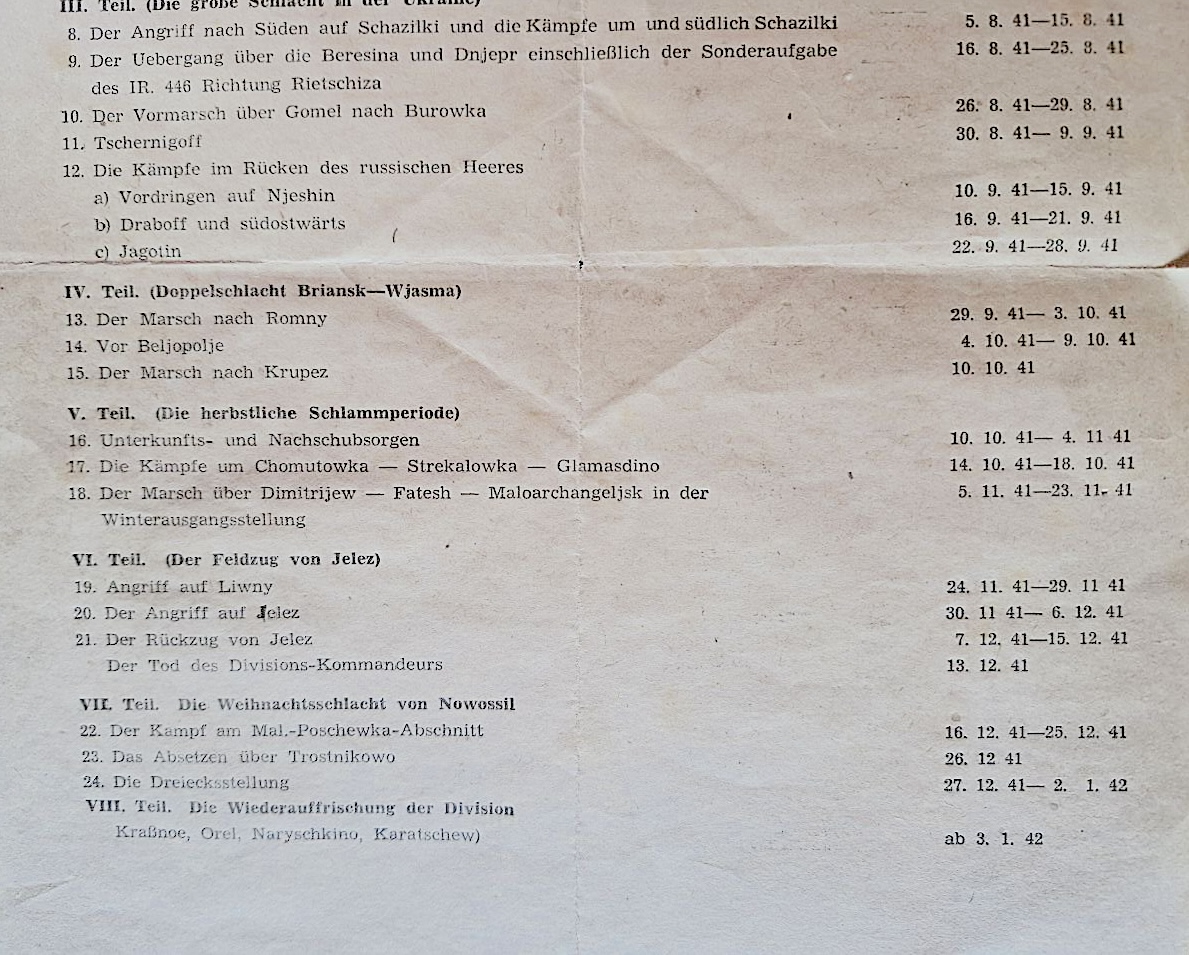 III. Teil. (Die große Schlacht in der Ukraine)
8. Der Angriff nach Süden auf Schazilki und die Kämpfe um und südlich Schazilki 5. 8. 41—15. 8. 41
9. Der Uebergang über die Beresina und Dnjepr einschließlich der Sonderaufgabe 16. 8. 41—25. 8. 41
des IR. 446 Richtung Rietschiza
10. Der Vormarsch über Gomel nach Burowka 26. 8. 41—29. 8. 41
11. Tschernigoff 30. 8. 41— 9. 9. 41
12. Die Kämpfe im Rücken des russischen Heeres
a) Vordringen auf Njeshin 10. 9. 41—15. 9. 41
b) Draboff und südostwärts 16. 9. 41—21. 9. 41
c) Jagotin 22. 9. 41—28. 9. 41
IV. Teil. (Doppelschlacht Briansk—Wjasma)
13. Der Marsch nach Romny 29. 9. 41— 3. 10. 41
14. Vor Beljopolje 4. 10. 41— 9. 10. 41
15. Der Marsch nach Krupez 10. 10. 41
V. Teil. (Die herbstliche Schlammperiode)
16. Unterkunfts- und Nachschubsorgen 10. 10. 41— 4. 11 41
17. Die Kämpfe um Chomutowka — Strekalowka — Glamasdino 14. 10. 41—18. 10. 41
18. Der Marsch über Dimitrijew — Fatesh — Maloarchangeljsk in der 5. 11. 41—23. 11. 41
Winterausgangsstellung
VI. Teil. (Der Feldzug von Jelez)
19. Angriff auf Liwny 24. 11. 41—29. 11 41
20. Der Angriff auf Jelez 30. 11 41— 6. 12. 41
21. Der Rückzug von Jelez 7. 12. 41—15. 12. 41
Der Tod des Divisions-Kommandeurs 13. 12. 41
VII. Teil. Die Weihnachtsschlacht von Nowossil
22. Der Kampf am Mal.-Poschewka-Abschnitt 16. 12. 41—25. 12. 41
23. Das Absetzen über Trostnikowo 26. 12 41
24. Die Dreiecksstellung 27. 12. 41— 2. 1. 42
VIII. Teil. Die Wiederauffrischung der Division
Kraßnoe, Orel, Naryschkino, Karatschew) ab 3. 1. 42